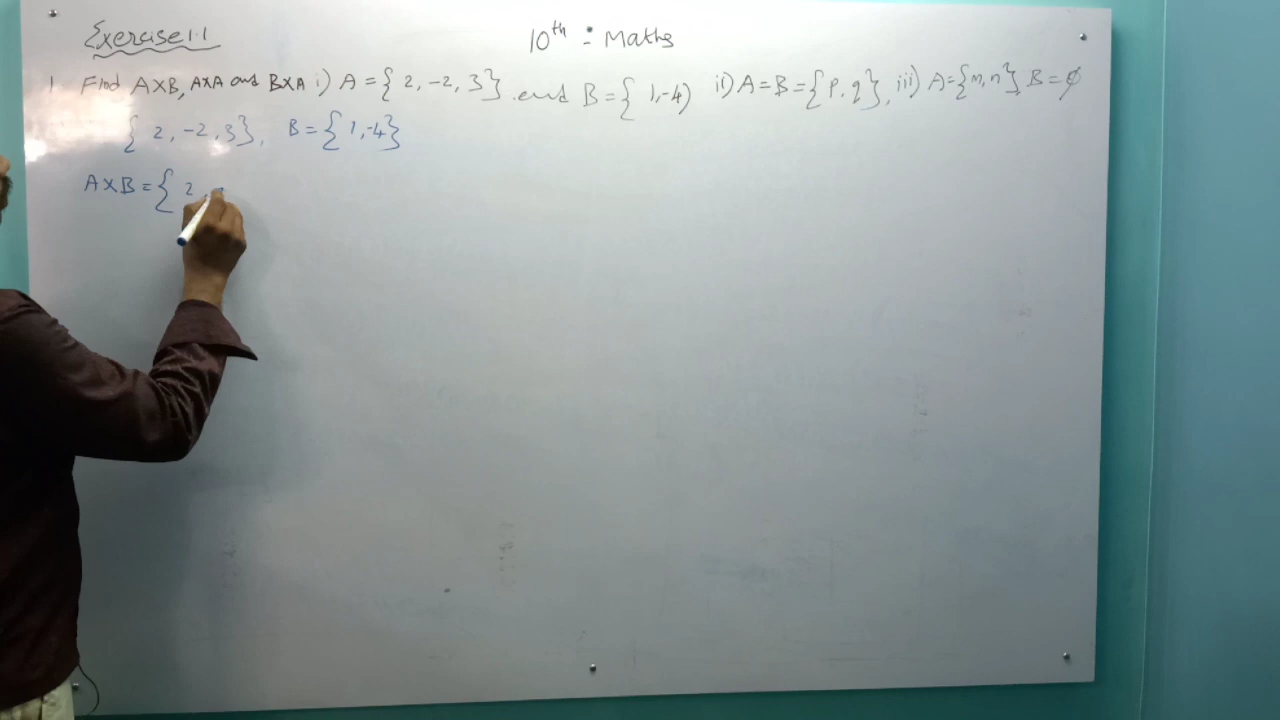 Exercise 1.1
10th : Maths
1. Find A×B, A×A and B×A i) A = {2, -2, 3} and B = {1, -4) ii) A = B = {p, q}, iii) A = {m, n}, B = φ
{2, -2, 3}, B = {1, -4}
A×B = { 2,